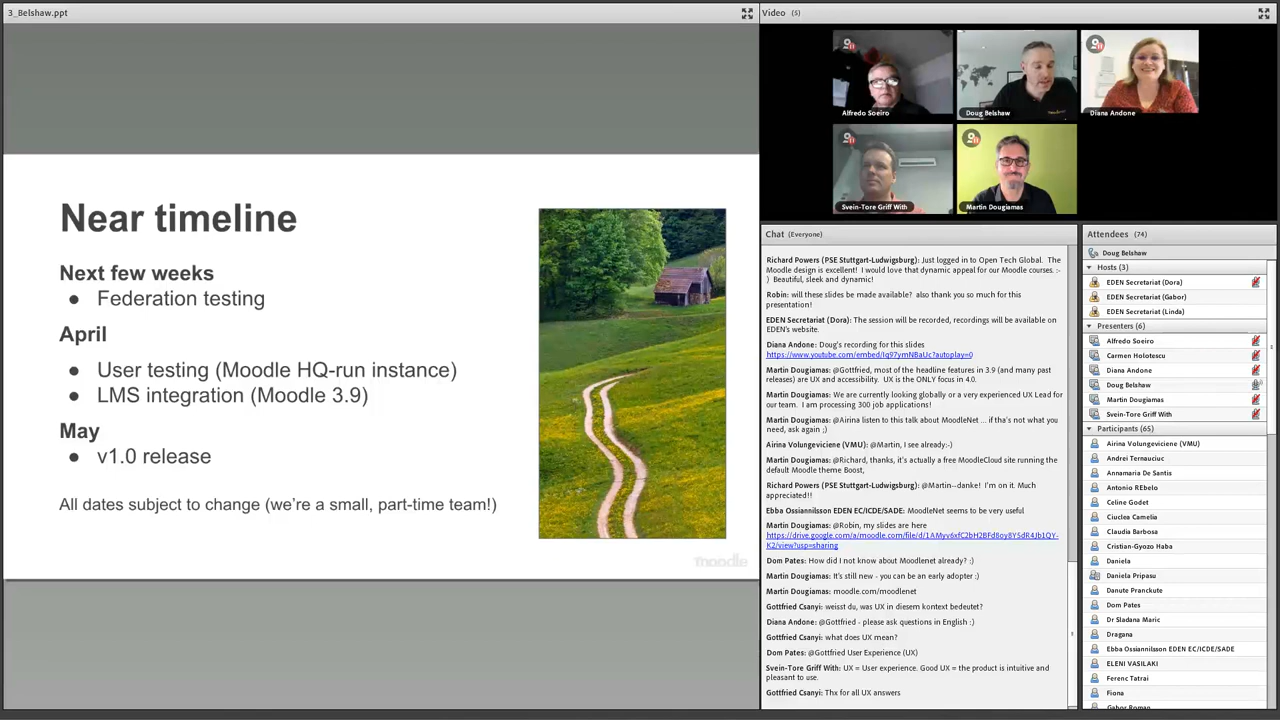 3_Belshaw.ppt
Near timeline
Next few weeks
● Federation testing
April
● User testing (Moodle HQ-run instance)
● LMS integration (Moodle 3.9)
May
● v1.0 release
All dates subject to change (we're a small, part-time team!)
moodle
Video (5)
Alfredo Soeiro
Doug Belshaw
Diana Andone
Svein-Tore Griff With
Martin Dougiamas
Chat (Everyone)
Richard Powers (PSE Stuttgart-Ludwigsburg): Just logged in to Open Tech Global. The
Moodle design is excellent! I would love that dynamic appeal for our Moodle courses. :-
) Beautiful, sleek and dynamic!
Robin: will these slides be made available? also thank you so much for this
presentation!
EDEN Secretariat (Dora): The session will be recorded, recordings will be available on
EDEN's website.
Diana Andone: Doug's recording for this slides
https://www.youtube.com/embed/Iq97ymNBaUc?autoplay=0
Martin Dougiamas: @Gottfried, most of the headline features in 3.9 (and many past
releases) are UX and accessibility. UX is the ONLY focus in 4.0.
Martin Dougiamas: We are currently looking globally or a very experienced UX Lead for
our team. I am processing 300 job applications!
Martin Dougiamas: @Airina listen to this talk about MoodleNet ... if tha's not what you
need, ask again ;)
Airina Volungeviciene (VMU): @Martin, I see already:-)
Martin Dougiamas: @Richard, thanks, it's actually a free MoodleCloud site running the
default Moodle theme Boost,
Richard Powers (PSE Stuttgart-Ludwigsburg): @Martin--danke! I'm on it. Much
appreciated!!
Ebba Ossiannilsson EDEN EC/ICDE/SADE: MoodleNet seems to be very useful
Martin Dougiamas: @Robin, my slides are here
https://drive.google.com/a/moodle.com/file/d/1AMyv6xfC2bH2BFd8oy8Y5dR4Jb1QY-
K2/view?usp=sharing
Dom Pates: How did I not know about Moodlenet already? :)
Martin Dougiamas: It's still new - you can be an early adopter :)
Martin Dougiamas: moodle.com/moodlenet
Gottfried Csanyi: weisst du, was UX in diesem kontext bedeutet?
Diana Andone: @Gottfried - please ask questions in English :)
Gottfried Csanyi: what does UX mean?
Dom Pates: @Gottfried User Experience (UX)
Svein-Tore Griff With: UX = User experience. Good UX = the product is intuitive and
pleasant to use.
Gottfried Csanyi: Thx for all UX answers
Attendees (74)
Doug Belshaw
Hosts (3)
EDEN Secretariat (Dora)
EDEN Secretariat (Gabor)
EDEN Secretariat (Linda)
Presenters (6)
Alfredo Soeiro
Carmen Holotescu
Diana Andone
Doug Belshaw
Martin Dougiamas
Svein-Tore Griff With
Participants (65)
Airina Volungeviciene (VMU)
Andrei Ternauciuc
Annamaria De Santis
Antonio REbelo
Celine Godet
Ciuclea Camelia
Claudia Barbosa
Cristian-Gyozo Haba
Daniela
Daniela Pripasu
Danute Pranckute
Dom Pates
Dr Sladana Maric
Dragana
Ebba Ossiannilsson EDEN EC/ICDE/SADE
ELENI VASILAKI
Ferenc Tatrai
Fiona
Gabor Roman